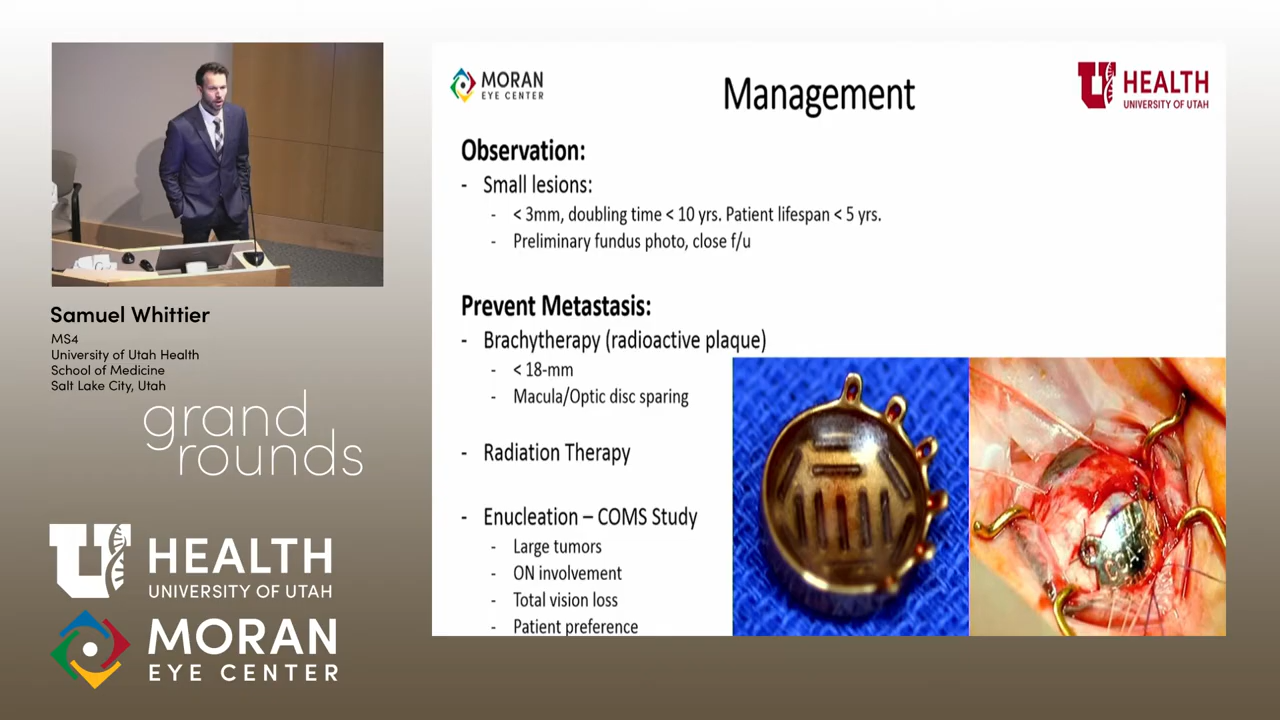 MORAN
EYE CENTER
Management
U HEALTH
UNIVERSITY OF UTAH
Observation:
- Small lesions:
- < 3mm, doubling time < 10 yrs. Patient lifespan < 5 yrs.
- Preliminary fundus photo, close f/u
Prevent Metastasis:
- Brachytherapy (radioactive plaque)
- < 18-mm
- Macula/Optic disc sparing
- Radiation Therapy
- Enucleation – COMS Study
- Large tumors
- ON involvement
- Total vision loss
- Patient preference
Samuel Whittier
MS4
University of Utah Health
School of Medicine
Salt Lake City, Utah
grand
rounds
U HEALTH
UNIVERSITY OF UTAH
MORAN
EYE CENTER